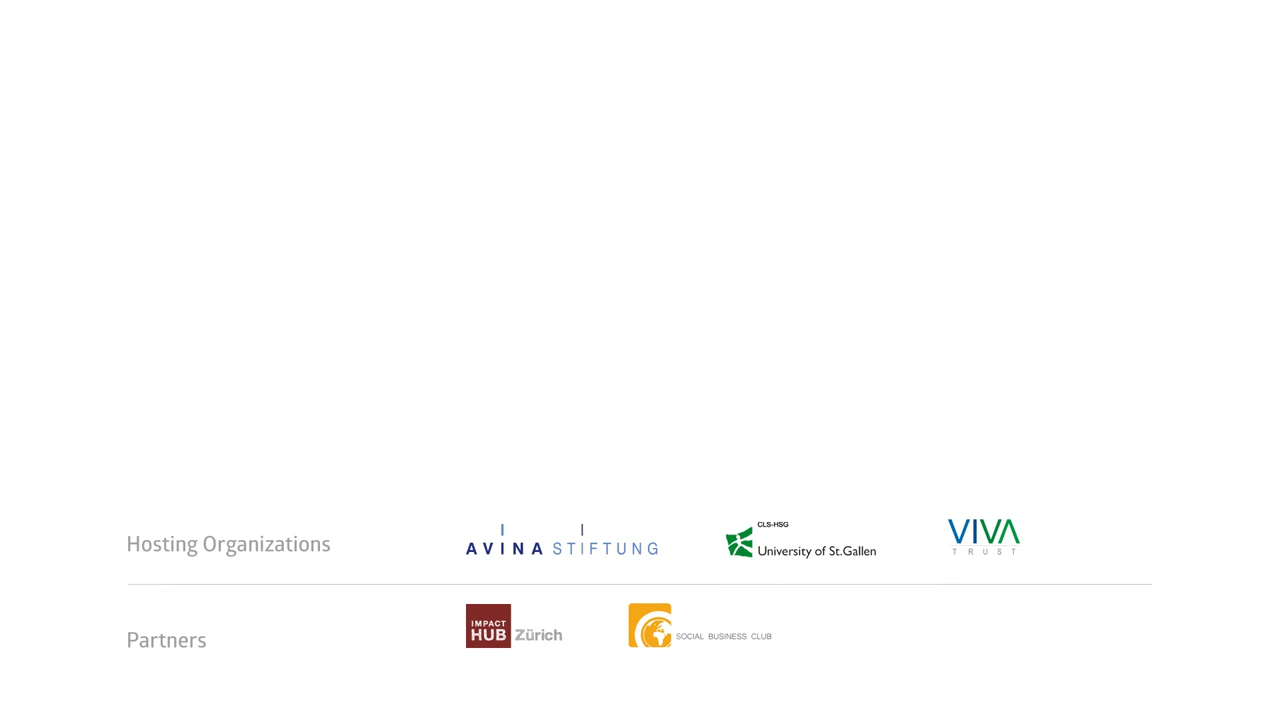 Hosting Organizations
AVINA STIFTUNG
CLS-HSG
University of St.Gallen
VIVA
TRUST
Partners
IMPACT
HUB Zürich
SOCIAL BUSINESS CLUB